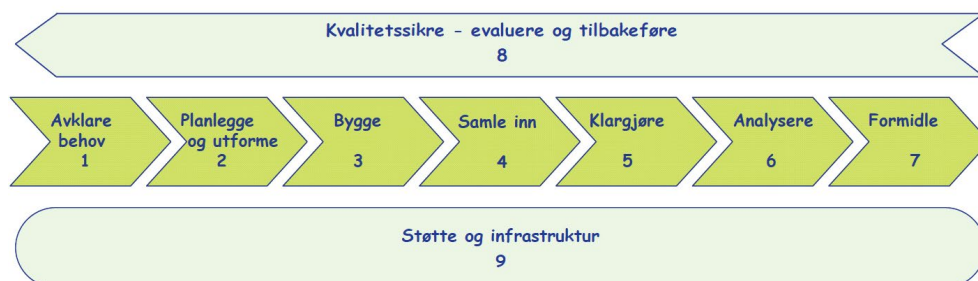 Kvalitetssikre - evaluere og tilbakeføre
8
Avklare
behov
1
Planlegge
og utforme
2
Bygge
3
Samle inn
4
Klargjøre
5
Analysere
6
Formidle
7
Støtte og infrastruktur
9